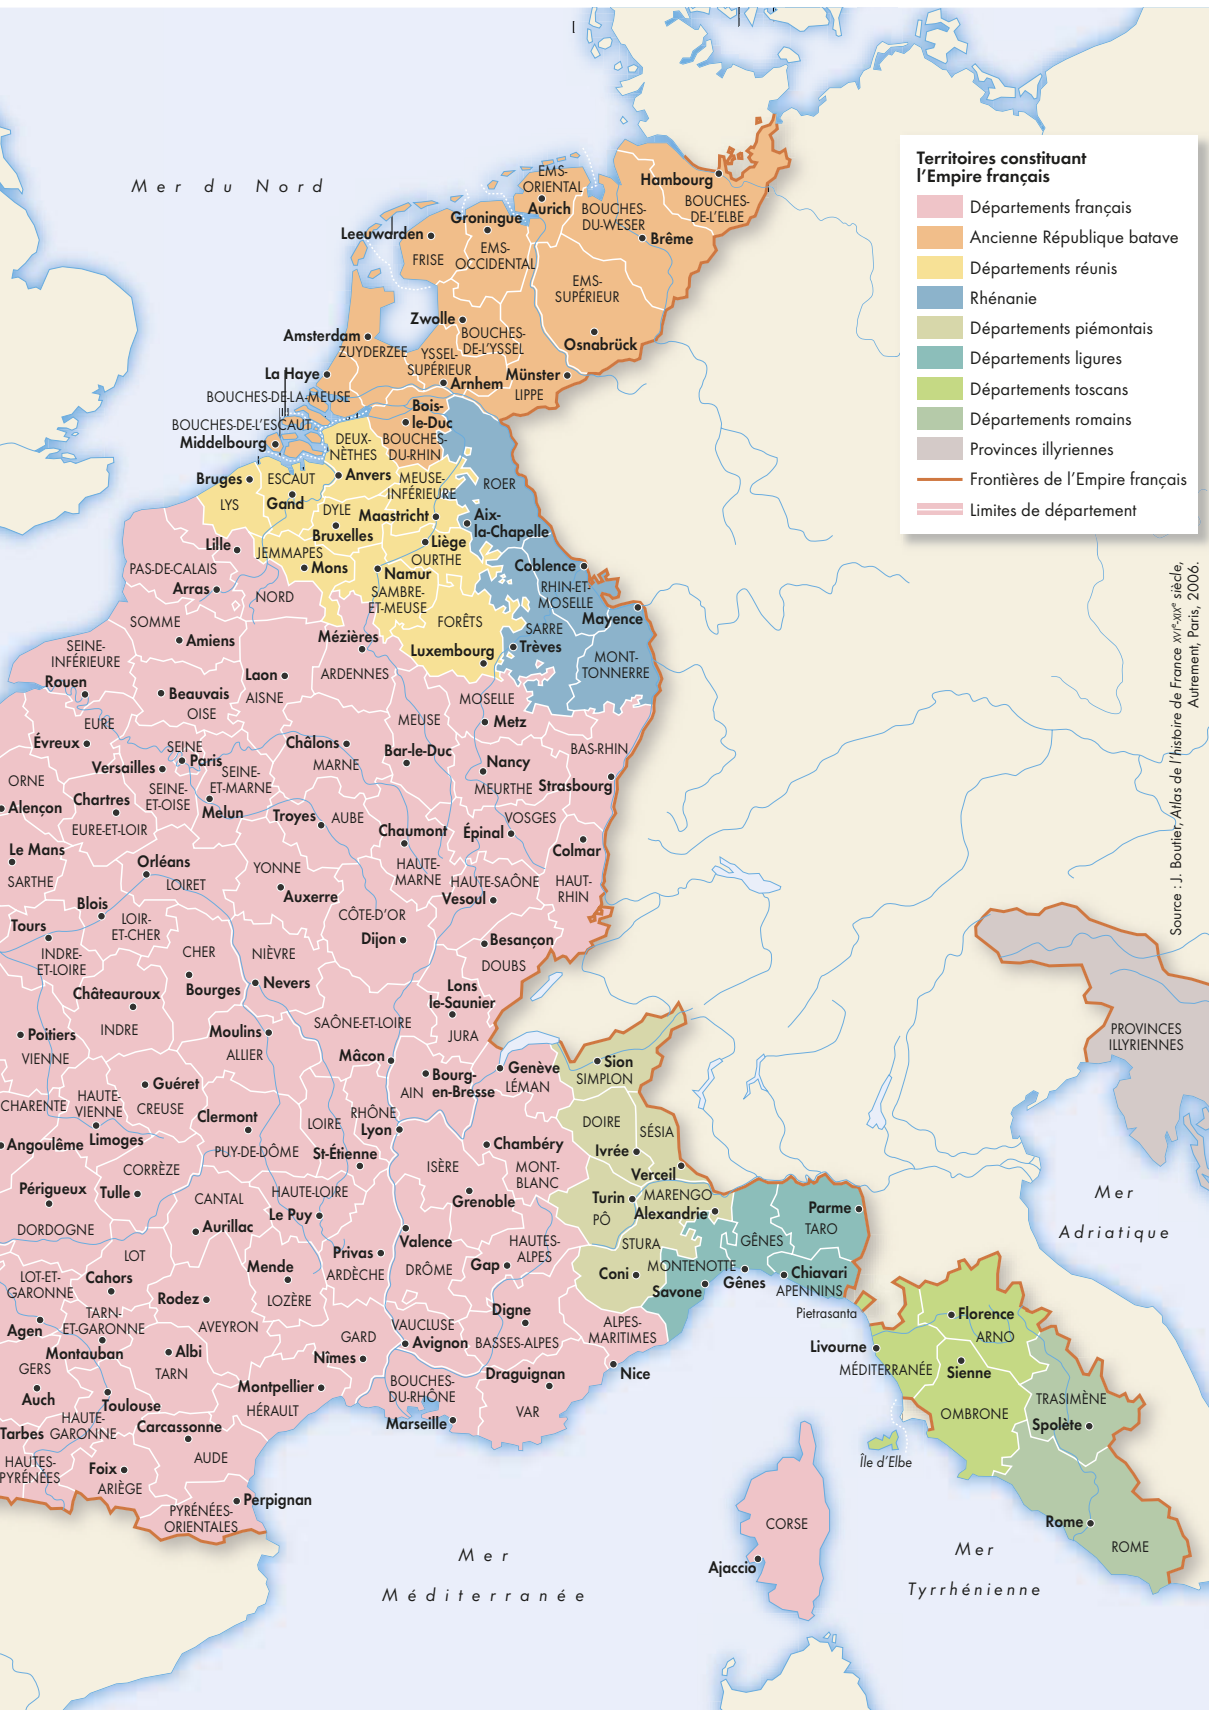 Mer du Nord
Territoires constituant
l'Empire français
Départements français
Ancienne République batave
Départements réunis
Rhénanie
Départements piémontais
Départements ligures
Départements toscans
Départements romains
Provinces illyriennes
Frontières de l'Empire français
Limites de département
Source : J. Boutier, Atlas de l'histoire de France XVIe-XIXe siècle,
Autrement, Paris, 2006.
Hambourg
BOUCHES-
DE-L'ELBE
EMS-
ORIENTAL
Aurich
BOUCHES-
DU-WESER
Brême
Groningue
Leeuwarden
FRISE
EMS-
OCCIDENTAL
EMS-
SUPÉRIEUR
Osnabrück
Zwolle
BOUCHES-
DE-L'YSSEL
Amsterdam
ZUYDERZEE
YSSEL-
SUPÉRIEUR
Arnhem
Münster
LIPPE
La Haye
BOUCHES-DE-LA-MEUSE
BOUCHES-DE-L'ESCAUT
Middelbourg
Bois-
le-Duc
BOUCHES-
DU-RHIN
DEUX-
NÈTHES
Anvers
Bruges
ESCAUT
Gand
LYS
MEUSE-
INFÉRIEURE
ROER
DYLE
Maastricht
Bruxelles
Aix-
la-Chapelle
Lille
JEMMAPES
Mons
Liège
OURTHE
Namur
SAMBRE-
ET-MEUSE
Coblence
RHIN-ET-
MOSELLE
Mayence
PAS-DE-CALAIS
Arras
NORD
FORÊTS
SARRE
Trèves
Luxembourg
MONT-
TONNERRE
SOMME
Amiens
Mézières
ARDENNES
SEINE-
INFÉRIEURE
Rouen
Laon
AISNE
Beauvais
OISE
MOSELLE
Metz
EURE
Évreux
SEINE
Paris
Versailles
SEINE-
ET-MARNE
SEINE-
ET-OISE
Melun
Châlons
MARNE
MEUSE
Bar-le-Duc
Nancy
MEURTHE
BAS-RHIN
Strasbourg
ORNE
Alençon
Chartres
EURE-ET-LOIR
Troyes
AUBE
Chaumont
HAUTE-
MARNE
VOSGES
Épinal
Colmar
HAUT-
RHIN
Le Mans
SARTHE
Orléans
LOIRET
YONNE
Auxerre
HAUTE-SAÔNE
Vesoul
Blois
LOIR-
ET-CHER
Tours
INDRE-
ET-LOIRE
CÔTE-D'OR
Dijon
Besançon
DOUBS
CHER
Bourges
NIÈVRE
Nevers
Châteauroux
INDRE
Lons
le-Saunier
JURA
Poitiers
VIENNE
Moulins
ALLIER
SAÔNE-ET-LOIRE
Mâcon
Bourg-
en-Bresse
AIN
Genève
LÉMAN
Sion
SIMPLON
PROVINCES
ILLYRIENNES
Guéret
CREUSE
HAUTE-
VIENNE
Limoges
CHARENTE
Angoulême
Clermont
PUY-DE-DÔME
LOIRE
RHÔNE
Lyon
St-Étienne
Chambéry
MONT-
BLANC
DOIRE
Ivrée
SÉSIA
Verceil
CORRÈZE
Tulle
Périgueux
DORDOGNE
CANTAL
Aurillac
HAUTE-LOIRE
Le Puy
ISÈRE
Grenoble
Turin
PÔ
MARENGO
Alexandrie
Parme
TARO
Mer
Adriatique
LOT
Cahors
LOT-ET-
GARONNE
Agen
Mende
LOZÈRE
Privas
ARDÈCHE
Valence
DRÔME
HAUTES-
ALPES
Gap
STURA
Coni
MONTENOTTE
Savone
GÊNES
Gênes
Chiavari
APENNINS
Pietrasanta
Rodez
AVEYRON
TARN-
ET-GARONNE
Montauban
Albi
TARN
GARD
Nîmes
VAUCLUSE
Avignon
Digne
BASSES-ALPES
ALPES-
MARITIMES
Nice
Florence
ARNO
Livourne
MÉDITERRANÉE
Sienne
OMBRONE
GERS
Auch
Toulouse
HAUTE-
GARONNE
Montpellier
HÉRAULT
BOUCHES-
DU-RHÔNE
Marseille
Draguignan
VAR
TRASIMÈNE
Spolète
Tarbes
HAUTES-
PYRÉNÉES
Carcassonne
AUDE
Foix
ARIÈGE
Perpignan
PYRÉNÉES-
ORIENTALES
Île d'Elbe
CORSE
Ajaccio
Rome
ROME
Mer
Méditerranée
Mer
Tyrrhénienne